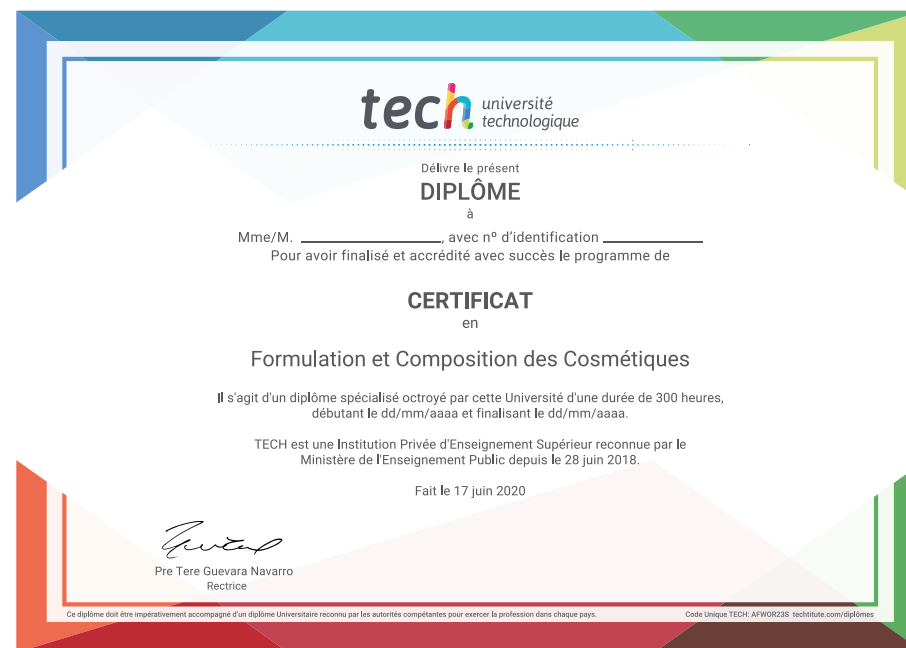 tech université
technologique
Délivre le présent
DIPLÔME
à
Mme/M. ____________________, avec nº d'identification ______________
Pour avoir finalisé et accrédité avec succès le programme de
CERTIFICAT
en
Formulation et Composition des Cosmétiques
Il s'agit d'un diplôme spécialisé octroyé par cette Université d'une durée de 300 heures,
débutant le dd/mm/aaaa et finalisant le dd/mm/aaaa.
TECH est une Institution Privée d'Enseignement Supérieur reconnue par le
Ministère de l'Enseignement Public depuis le 28 juin 2018.
Fait le 17 juin 2020
Pre Tere Guevara Navarro
Rectrice
Ce diplôme doit être impérativement accompagné d'un diplôme Universitaire reconnu par les autorités compétentes pour exercer la profession dans chaque pays.
Code Unique TECH: AFWOR23S techtitute.com/diplômes